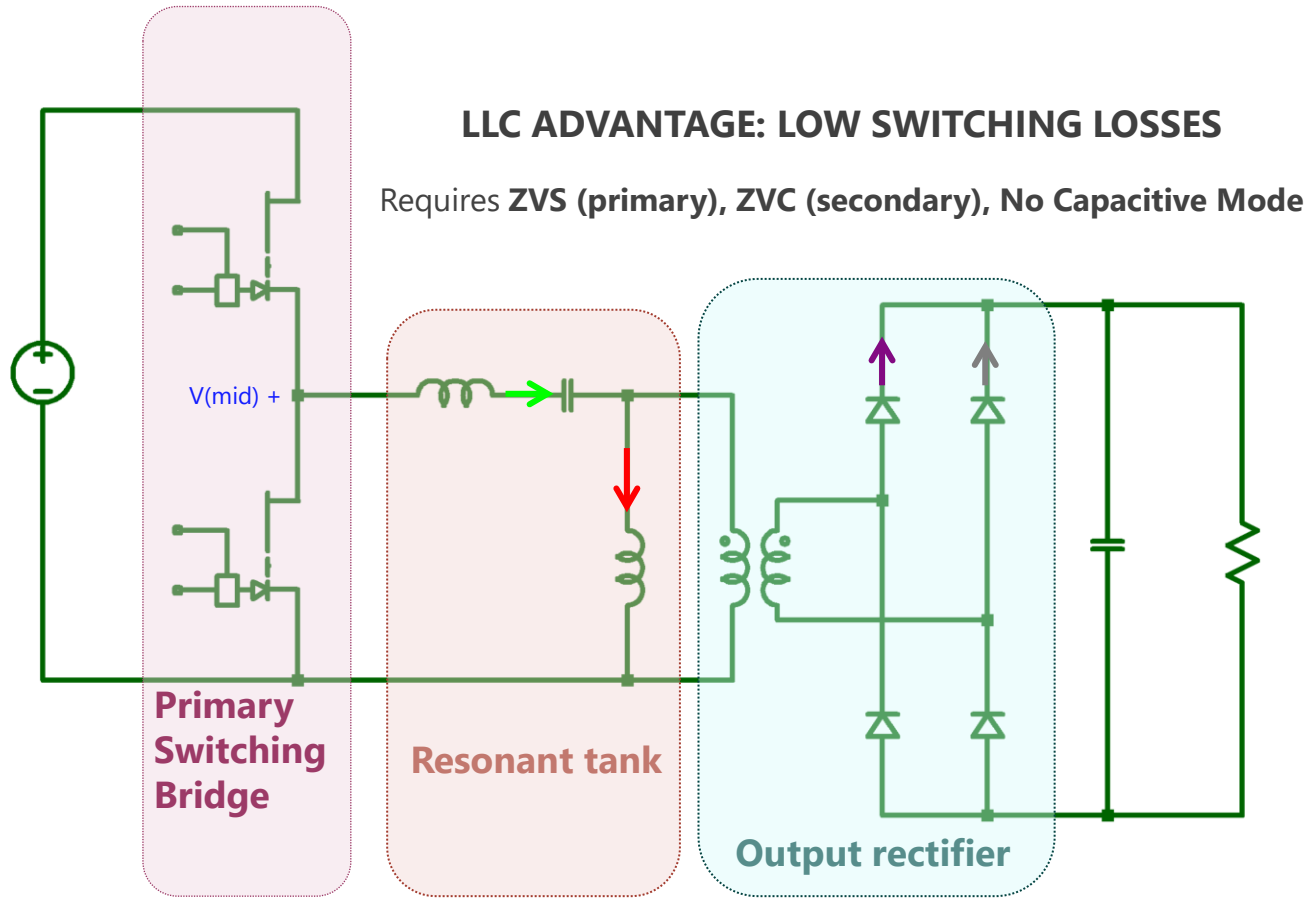 LLC ADVANTAGE: LOW SWITCHING LOSSES
Requires ZVS (primary), ZVC (secondary), No Capacitive Mode
V(mid) +
Primary
Switching
Bridge
Resonant tank
Output rectifier